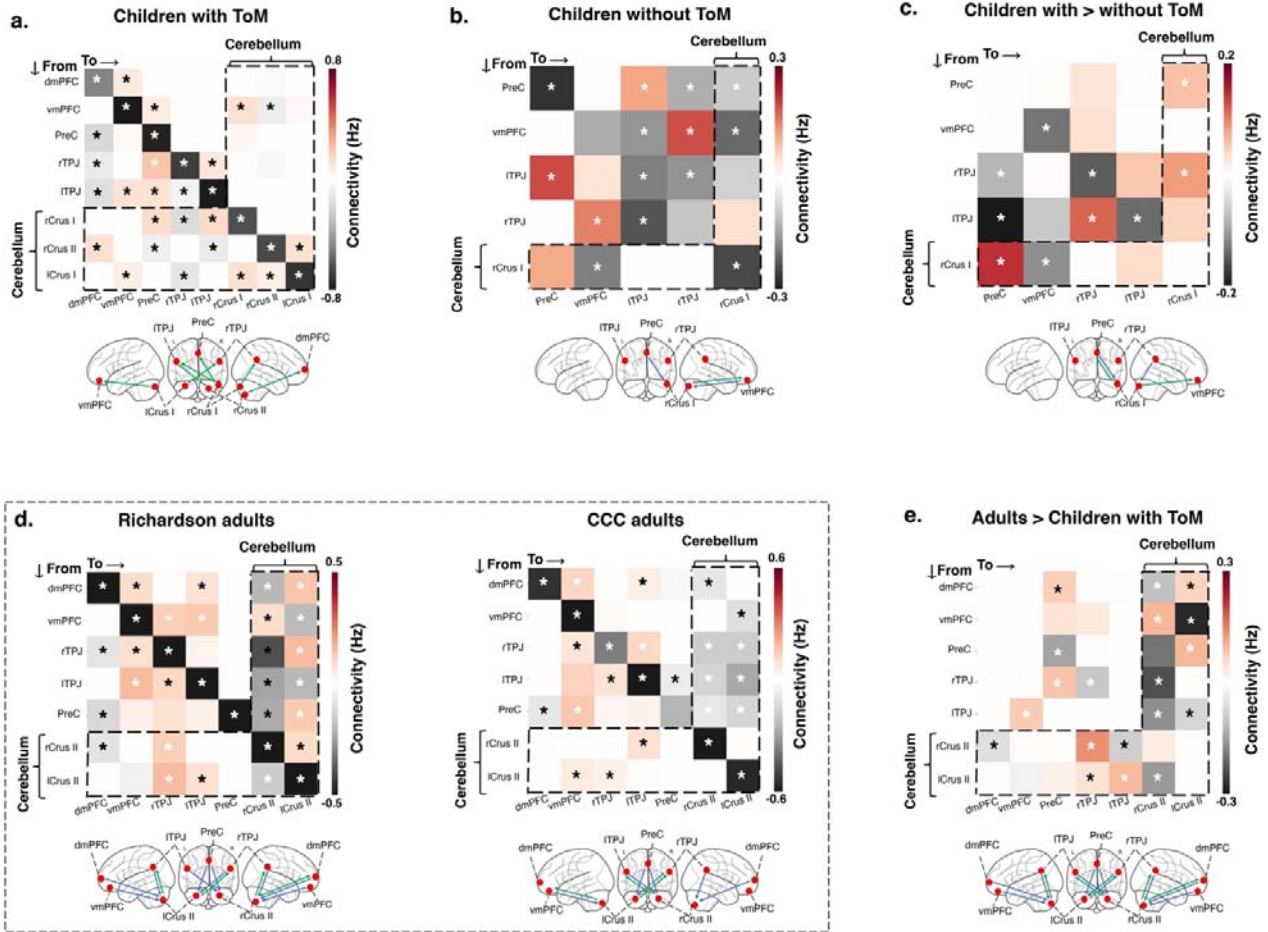 a.
Children with ToM
Cerebellum
↓From To →
0.8
dmPFC
vmPFC
PreC
rTPJ
lTPJ
rCrus I
rCrus II
lCrus I
Cerebellum
dmPFC vmPFC PreC rTPJ lTPJ rCrus I rCrus II lCrus I
-0.8
Connectivity (Hz)
lTPJ PreC rTPJ
dmPFC
vmPFC
lCrus I rCrus I rCrus II
b.
Children without ToM
Cerebellum
↓From To →
0.3
PreC
vmPFC
lTPJ
rTPJ
rCrus I
Cerebellum
PreC vmPFC lTPJ rTPJ rCrus I
-0.3
Connectivity (Hz)
lTPJ PreC rTPJ
rCrus I
vmPFC
c.
Children with > without ToM
Cerebellum
↓From To →
0.2
PreC
vmPFC
rTPJ
lTPJ
rCrus I
Cerebellum
PreC vmPFC rTPJ lTPJ rCrus I
-0.2
Connectivity (Hz)
lTPJ PreC rTPJ
rCrus I
vmPFC
d.
Richardson adults
Cerebellum
↓From To →
0.5
dmPFC
vmPFC
rTPJ
lTPJ
PreC
rCrus II
lCrus II
Cerebellum
dmPFC vmPFC rTPJ lTPJ PreC rCrus II lCrus II
-0.5
Connectivity (Hz)
dmPFC lTPJ PreC rTPJ dmPFC
vmPFC vmPFC
lCrus II rCrus II
CCC adults
Cerebellum
↓From To →
0.6
dmPFC
vmPFC
rTPJ
lTPJ
PreC
rCrus II
lCrus II
Cerebellum
dmPFC vmPFC rTPJ lTPJ PreC rCrus II lCrus II
-0.6
Connectivity (Hz)
dmPFC lTPJ PreC rTPJ dmPFC
vmPFC vmPFC
lCrus II rCrus II
e.
Adults > Children with ToM
Cerebellum
↓From To →
0.3
dmPFC
vmPFC
PreC
rTPJ
lTPJ
rCrus II
lCrus II
Cerebellum
dmPFC vmPFC PreC rTPJ lTPJ rCrus II lCrus II
-0.3
Connectivity (Hz)
dmPFC lTPJ PreC rTPJ dmPFC
vmPFC vmPFC
lCrus II rCrus II